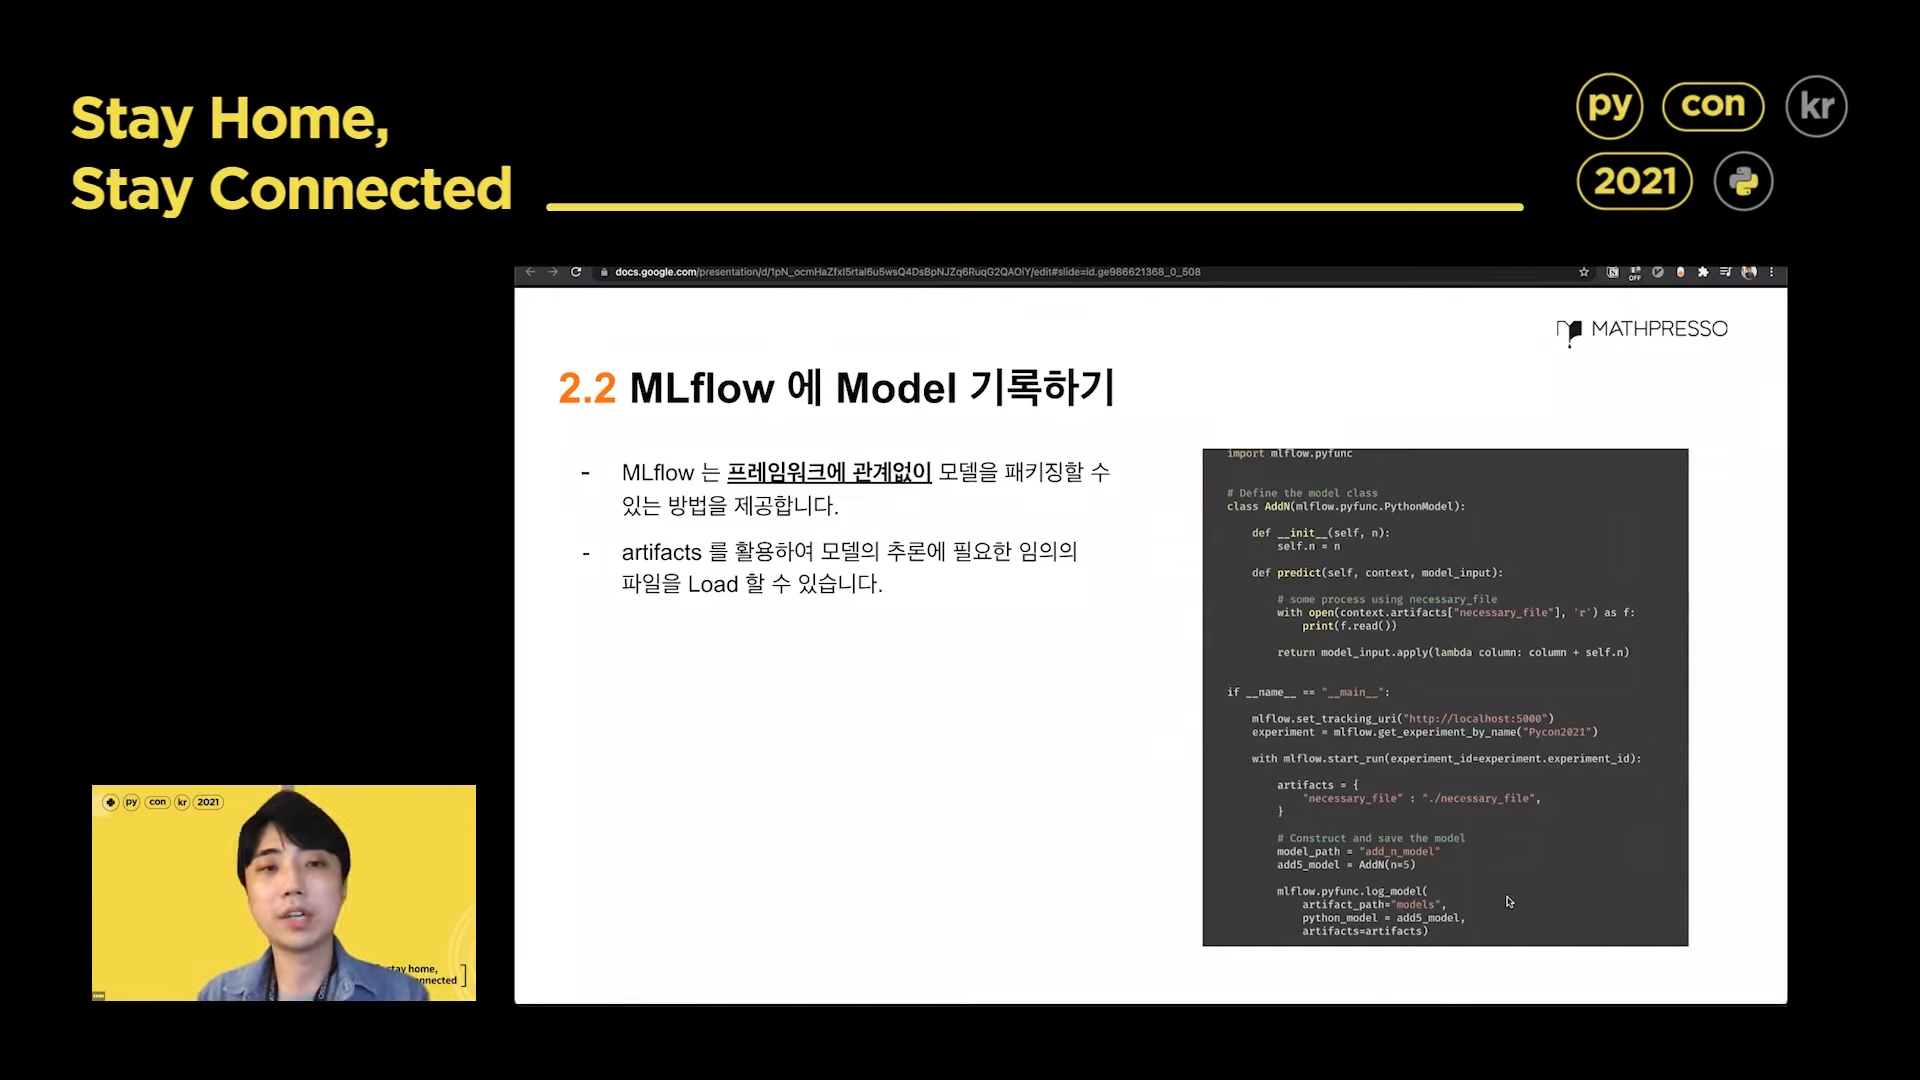 Stay Home,
Stay Connected
py con kr
2021
docs.google.com/presentation/d/1pN_ocmHaZfxI5rtal6u5wsQ4DsBpNJZq6RuqG2QAOiY/edit#slide=id.ge986621368_0_508
OFF
MATHPRESSO
2.2 MLflow 에 Model 기록하기
- MLflow 는 프레임워크에 관계없이 모델을 패키징할 수
있는 방법을 제공합니다.
- artifacts 를 활용하여 모델의 추론에 필요한 임의의
파일을 Load 할 수 있습니다.
import mlflow.pyfunc
# Define the model class
class AddN(mlflow.pyfunc.PythonModel):
def __init__(self, n):
self.n = n
def predict(self, context, model_input):
# some process using necessary_file
with open(context.artifacts["necessary_file"], 'r') as f:
print(f.read())
return model_input.apply(lambda column: column + self.n)
if __name__ == "__main__":
mlflow.set_tracking_uri("http://localhost:5000")
experiment = mlflow.get_experiment_by_name("Pycon2021")
with mlflow.start_run(experiment_id=experiment.experiment_id):
artifacts = {
"necessary_file" : "./necessary_file",
}
# Construct and save the model
model_path = "add_n_model"
add5_model = AddN(n=5)
mlflow.pyfunc.log_model(
artifact_path="models",
python_model = add5_model,
artifacts=artifacts)
py con kr 2021
stay home,
nnected ]